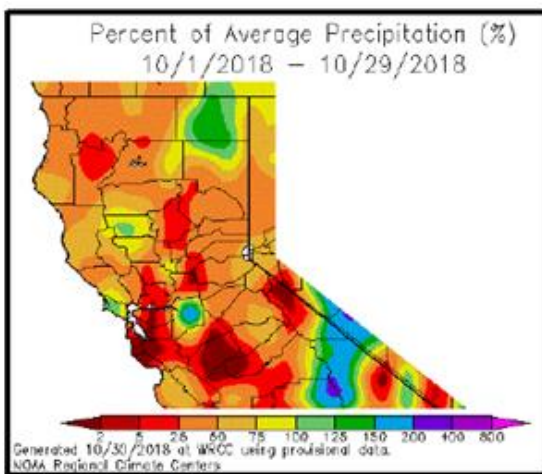 Percent of Average Precipitation (%)
10/1/2018 – 10/29/2018
2 5 25 50 75 100 125 150 200 400 800
Generated 10/30/2018 at WRCC using provisional data.
NOAA Regional Climate Centers